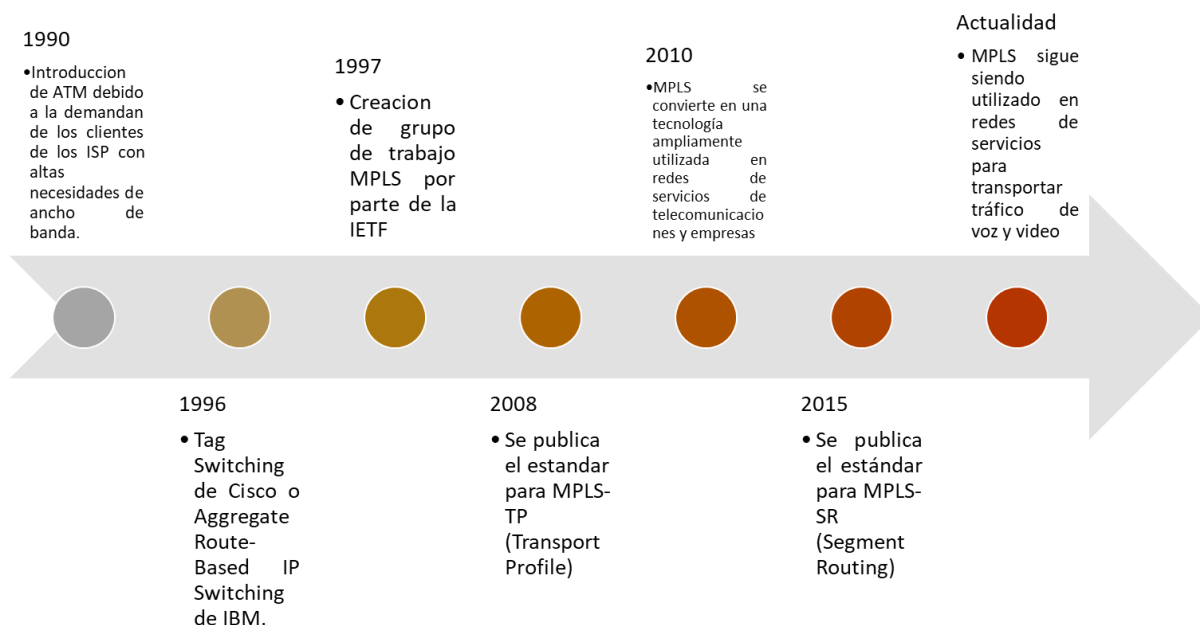 1990
•Introduccion
de ATM debido
a la demandan
de los clientes
de los ISP con
altas
necesidades de
ancho de
banda.
1996
• Tag
Switching
de Cisco o
Aggregate
Route-
Based IP
Switching
de IBM.
1997
• Creacion
de grupo
de trabajo
MPLS por
parte de la
IETF
2008
• Se publica
el estandar
para MPLS-
TP
(Transport
Profile)
2010
•MPLS se
convierte en una
tecnología
ampliamente
utilizada en
redes de
servicios de
telecomunicacio
nes y empresas
2015
• Se publica
el estándar
para MPLS-
SR
(Segment
Routing)
Actualidad
• MPLS sigue
siendo
utilizado en
redes de
servicios
para
transportar
tráfico de
voz y video